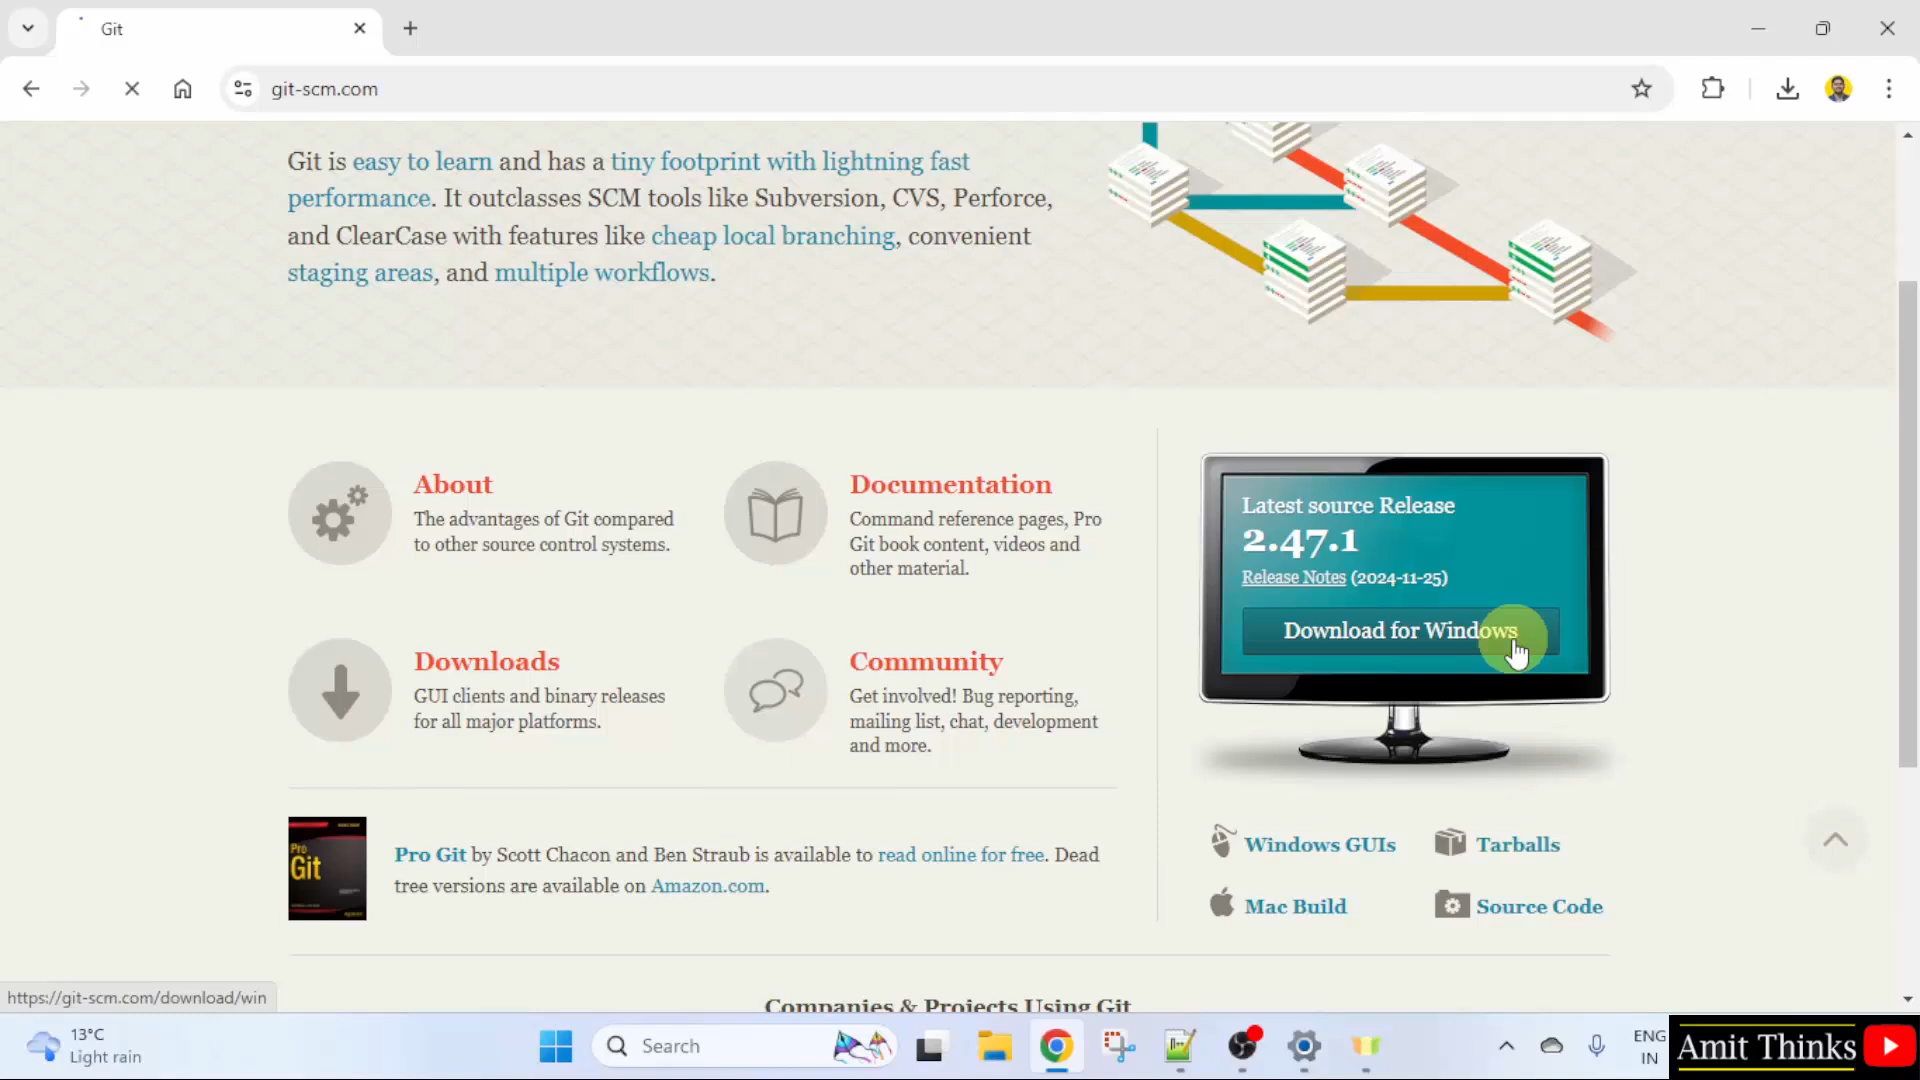 Git
git-scm.com
Git is easy to learn and has a tiny footprint with lightning fast
performance. It outclasses SCM tools like Subversion, CVS, Perforce,
and ClearCase with features like cheap local branching, convenient
staging areas, and multiple workflows.
About
The advantages of Git compared
to other source control systems.
Documentation
Command reference pages, Pro
Git book content, videos and
other material.
Downloads
GUI clients and binary releases
for all major platforms.
Community
Get involved! Bug reporting,
mailing list, chat, development
and more.
Latest source Release
2.47.1
Release Notes (2024-11-25)
Download for Windows
Pro
Git
Pro Git by Scott Chacon and Ben Straub is available to read online for free. Dead
tree versions are available on Amazon.com.
Windows GUIs
Tarballs
Mac Build
Source Code
Companies & Projects Using Git
https://git-scm.com/download/win
13°C
Light rain
Search
ENG
IN
Amit Thinks